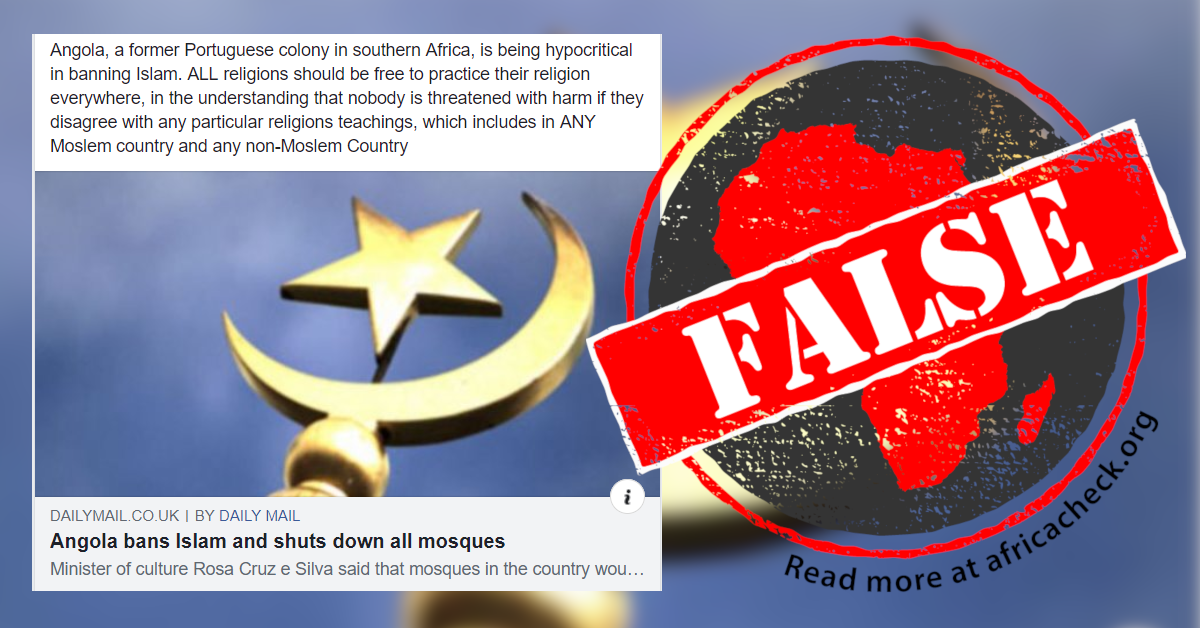 Angola, a former Portuguese colony in southern Africa, is being hypocritical
in banning Islam. ALL religions should be free to practice their religion
everywhere, in the understanding that nobody is threatened with harm if they
disagree with any particular religions teachings, which includes in ANY
Moslem country and any non-Moslem Country
i
DAILYMAIL.CO.UK | BY DAILY MAIL
Angola bans Islam and shuts down all mosques
Minister of culture Rosa Cruz e Silva said that mosques in the country wou…
FALSE
Read more at africacheck.org